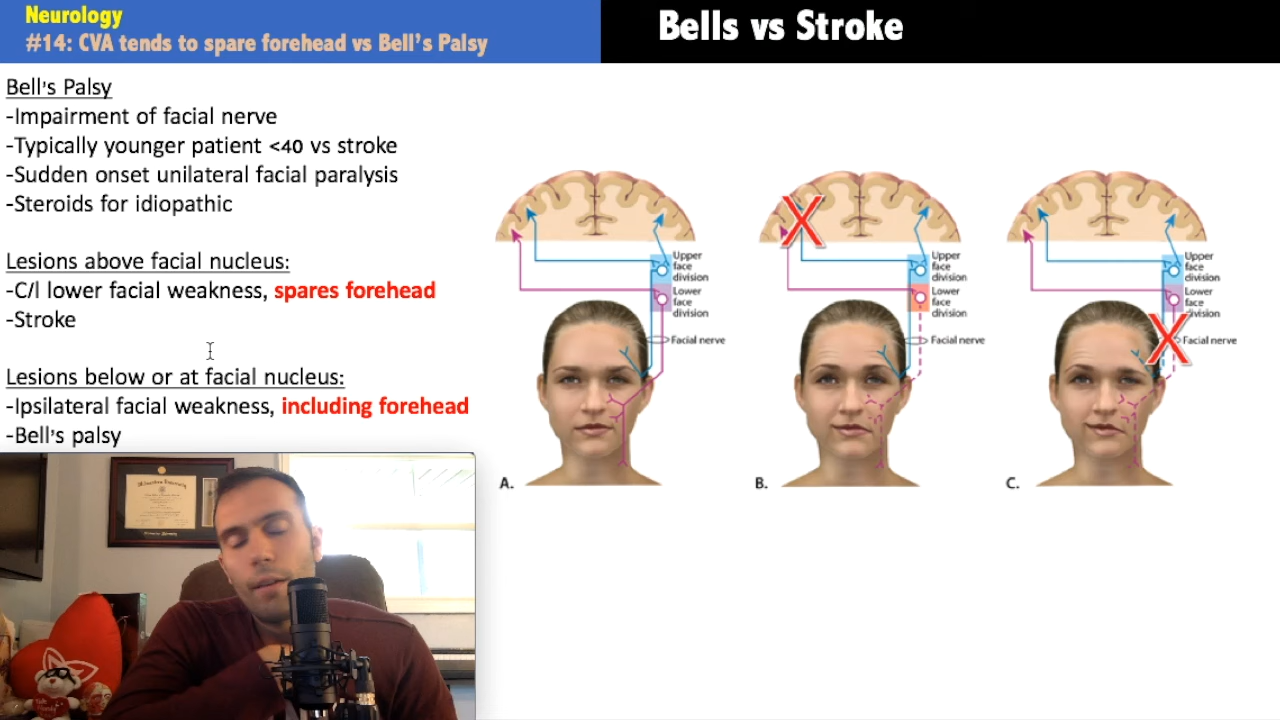 Neurology
#14: CVA tends to spare forehead vs Bell's Palsy
Bells vs Stroke
Bell's Palsy
-Impairment of facial nerve
-Typically younger patient <40 vs stroke
-Sudden onset unilateral facial paralysis
-Steroids for idiopathic
Lesions above facial nucleus:
-C/l lower facial weakness, spares forehead
-Stroke
Lesions below or at facial nucleus:
-Ipsilateral facial weakness, including forehead
-Bell's palsy
Upper
face
division
Lower
face
division
Facial nerve
A.
Upper
face
division
Lower
face
division
Facial nerve
B.
Upper
face
division
Lower
face
division
Facial nerve
C.